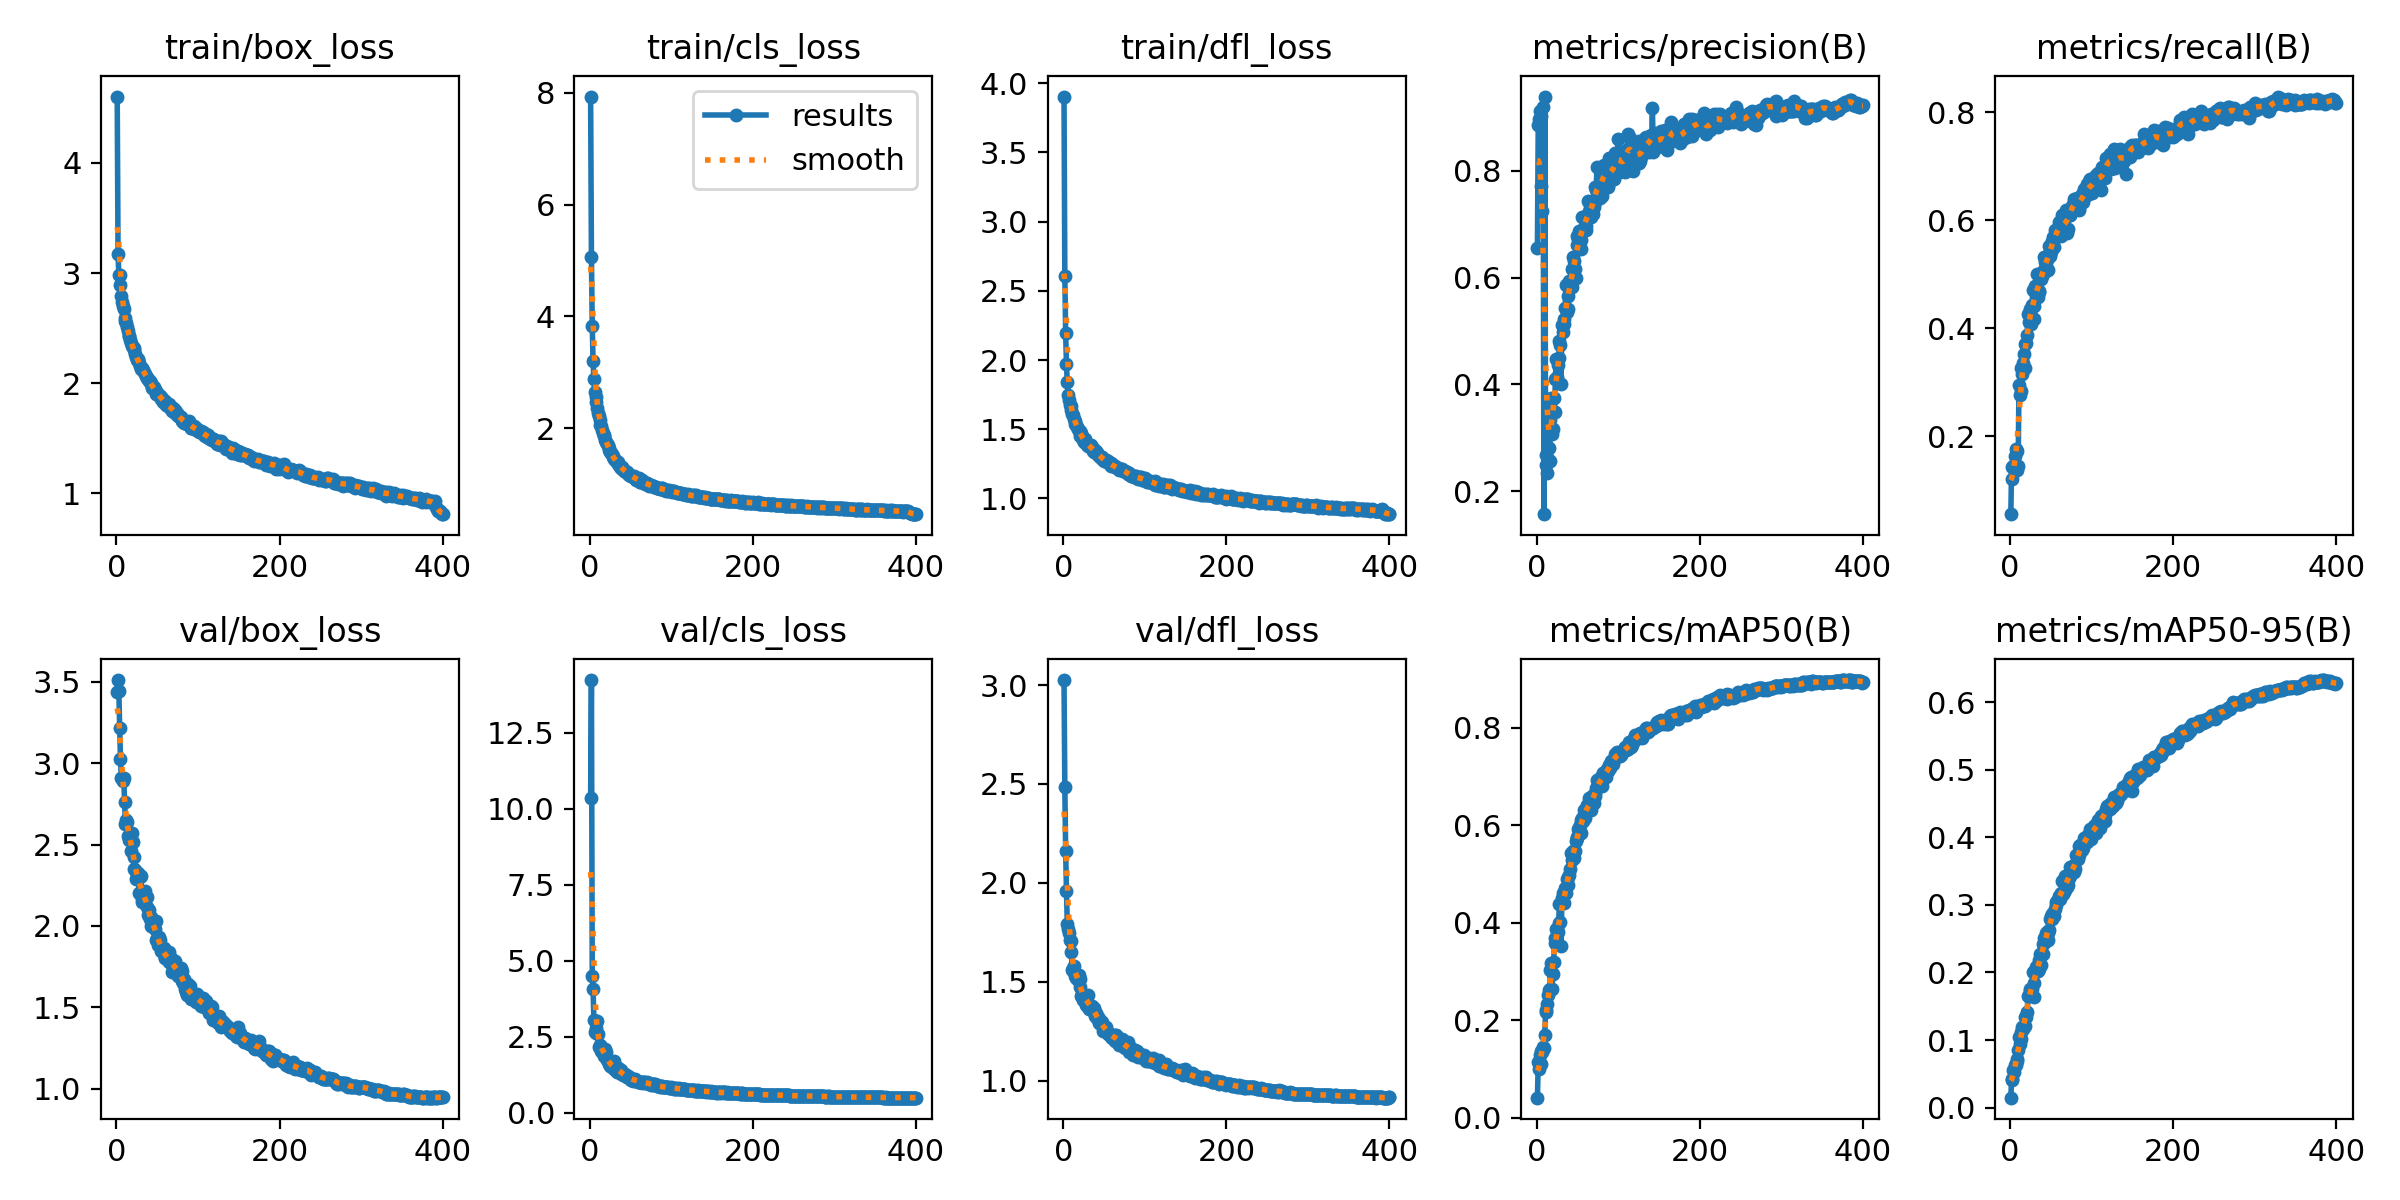 train/box_loss
4
3
2
1
0 200 400
train/cls_loss
8
6
4
2
0 200 400
results
smooth
train/dfl_loss
4.0
3.5
3.0
2.5
2.0
1.5
1.0
0 200 400
metrics/precision(B)
0.8
0.6
0.4
0.2
0 200 400
metrics/recall(B)
0.8
0.6
0.4
0.2
0 200 400
val/box_loss
3.5
3.0
2.5
2.0
1.5
1.0
0 200 400
val/cls_loss
12.5
10.0
7.5
5.0
2.5
0.0
0 200 400
val/dfl_loss
3.0
2.5
2.0
1.5
1.0
0 200 400
metrics/mAP50(B)
0.8
0.6
0.4
0.2
0.0
0 200 400
metrics/mAP50-95(B)
0.6
0.5
0.4
0.3
0.2
0.1
0.0
0 200 400